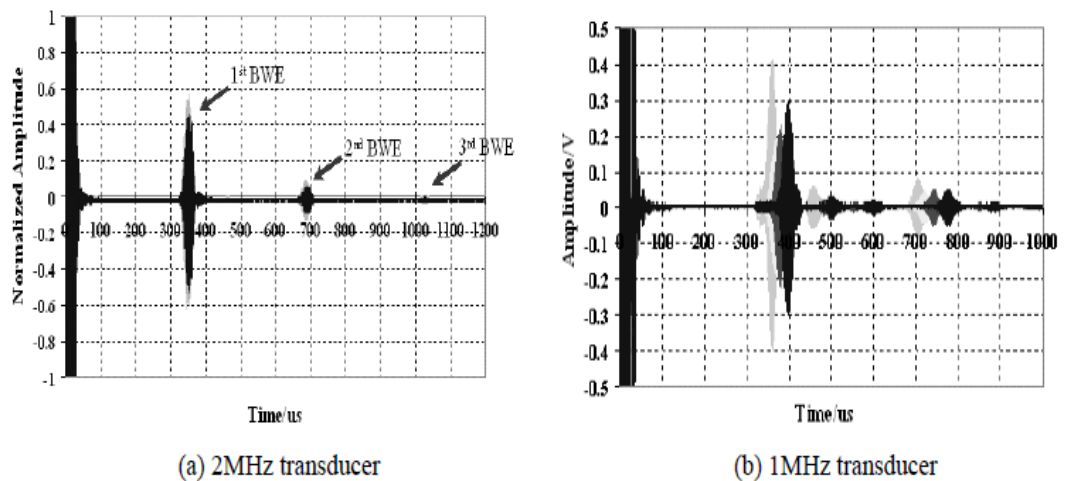 1
0.8
0.6
0.4
0.2
0
-0.2
-0.4
-0.6
-0.8
-1
Normalized Amplitude
1st BWE
2nd BWE
3rd BWE
0 100 200 300 400 500 600 700 800 900 1000 1100 1200
Time/us
(a) 2MHz transducer
0.5
0.4
0.3
0.2
0.1
0
-0.1
-0.2
-0.3
-0.4
-0.5
Amplitude/V
0 100 200 300 400 500 600 700 800 900 1000
Time/us
(b) 1MHz transducer